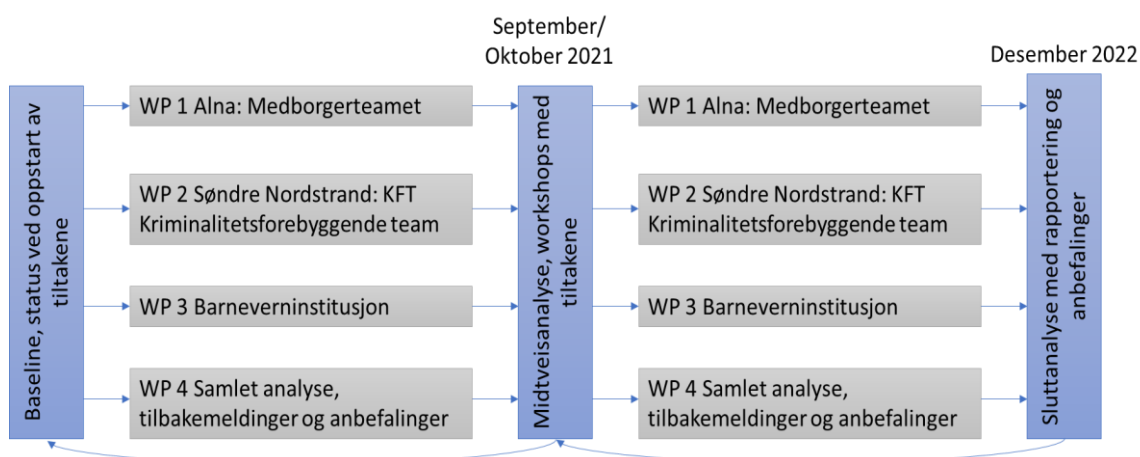 September/
Oktober 2021
Desember 2022
Baseline, status ved oppstart av
tiltakene
WP 1 Alna: Medborgerteamet
WP 2 Søndre Nordstrand: KFT
Kriminalitetsforebyggende team
WP 3 Barneverninstitusjon
WP 4 Samlet analyse,
tilbakemeldinger og anbefalinger
Midtveisanalyse, workshops med
tiltakene
WP 1 Alna: Medborgerteamet
WP 2 Søndre Nordstrand: KFT
Kriminalitetsforebyggende team
WP 3 Barneverninstitusjon
WP 4 Samlet analyse,
tilbakemeldinger og anbefalinger
Sluttanalyse med rapportering og
anbefalinger